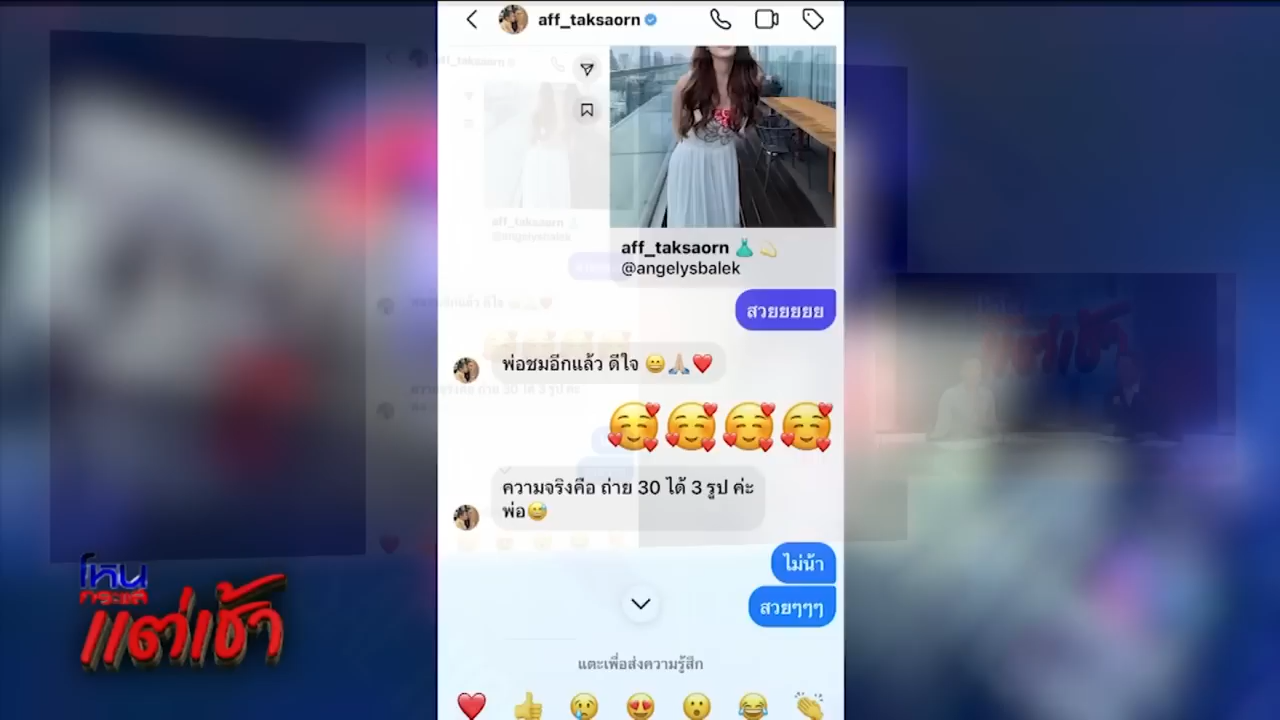 aff_taksaorn
aff_taksaorn 👗 🫴
@angelysbalek
สวยยยยย
พ่อชมอีกแล้ว ดีใจ 😬🙏🏼❤️
🥰🥰🥰🥰
ความจริงคือ ถ่าย 30 ได้ 3 รูป ค่ะ
พ่อ😅
ไม่น้า
สวยๆๆๆ
แตะเพื่อส่งความรู้สึก
❤️👍😢😍😮😂👏
โหน
กระแส
แต่เช้า